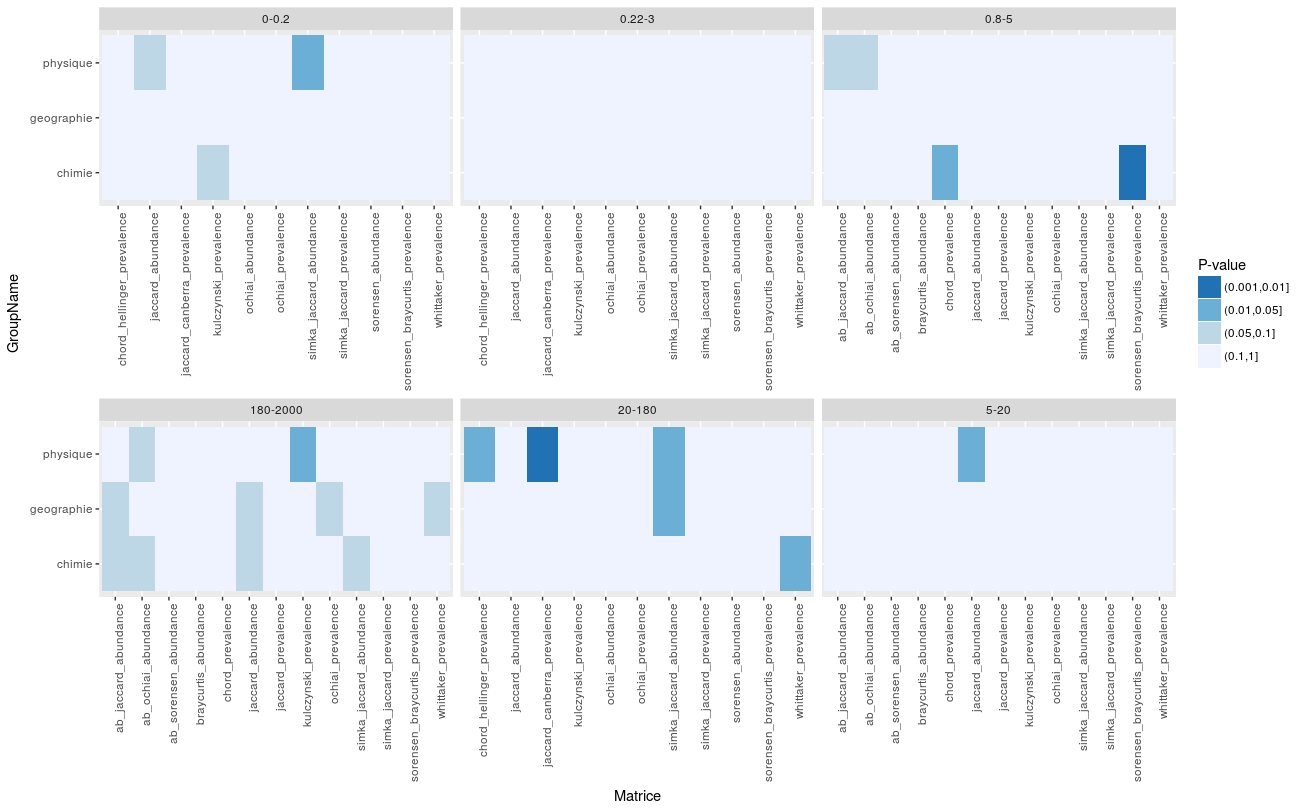 0-0.2
0.22-3
0.8-5
physique
geographie
chimie
chord_hellinger_prevalence
jaccard_abundance
jaccard_canberra_prevalence
kulczynski_prevalence
ochiai_abundance
ochiai_prevalence
simka_jaccard_abundance
simka_jaccard_prevalence
sorensen_abundance
sorensen_braycurtis_prevalence
whittaker_prevalence
chord_hellinger_prevalence
jaccard_abundance
jaccard_canberra_prevalence
kulczynski_prevalence
ochiai_abundance
ochiai_prevalence
simka_jaccard_abundance
simka_jaccard_prevalence
sorensen_abundance
sorensen_braycurtis_prevalence
whittaker_prevalence
ab_jaccard_abundance
ab_ochiai_abundance
ab_sorensen_abundance
braycurtis_abundance
chord_prevalence
jaccard_abundance
jaccard_prevalence
kulczynski_prevalence
ochiai_prevalence
simka_jaccard_abundance
simka_jaccard_prevalence
sorensen_braycurtis_prevalence
whittaker_prevalence
GroupName
P-value
(0.001,0.01]
(0.01,0.05]
(0.05,0.1]
(0.1,1]
180-2000
20-180
5-20
physique
geographie
chimie
ab_jaccard_abundance
ab_ochiai_abundance
ab_sorensen_abundance
braycurtis_abundance
chord_prevalence
jaccard_abundance
jaccard_prevalence
kulczynski_prevalence
ochiai_prevalence
simka_jaccard_abundance
simka_jaccard_prevalence
sorensen_braycurtis_prevalence
whittaker_prevalence
chord_hellinger_prevalence
jaccard_abundance
jaccard_canberra_prevalence
kulczynski_prevalence
ochiai_abundance
ochiai_prevalence
simka_jaccard_abundance
simka_jaccard_prevalence
sorensen_abundance
sorensen_braycurtis_prevalence
whittaker_prevalence
ab_jaccard_abundance
ab_ochiai_abundance
ab_sorensen_abundance
braycurtis_abundance
chord_prevalence
jaccard_abundance
jaccard_prevalence
kulczynski_prevalence
ochiai_prevalence
simka_jaccard_abundance
simka_jaccard_prevalence
sorensen_braycurtis_prevalence
whittaker_prevalence
Matrice